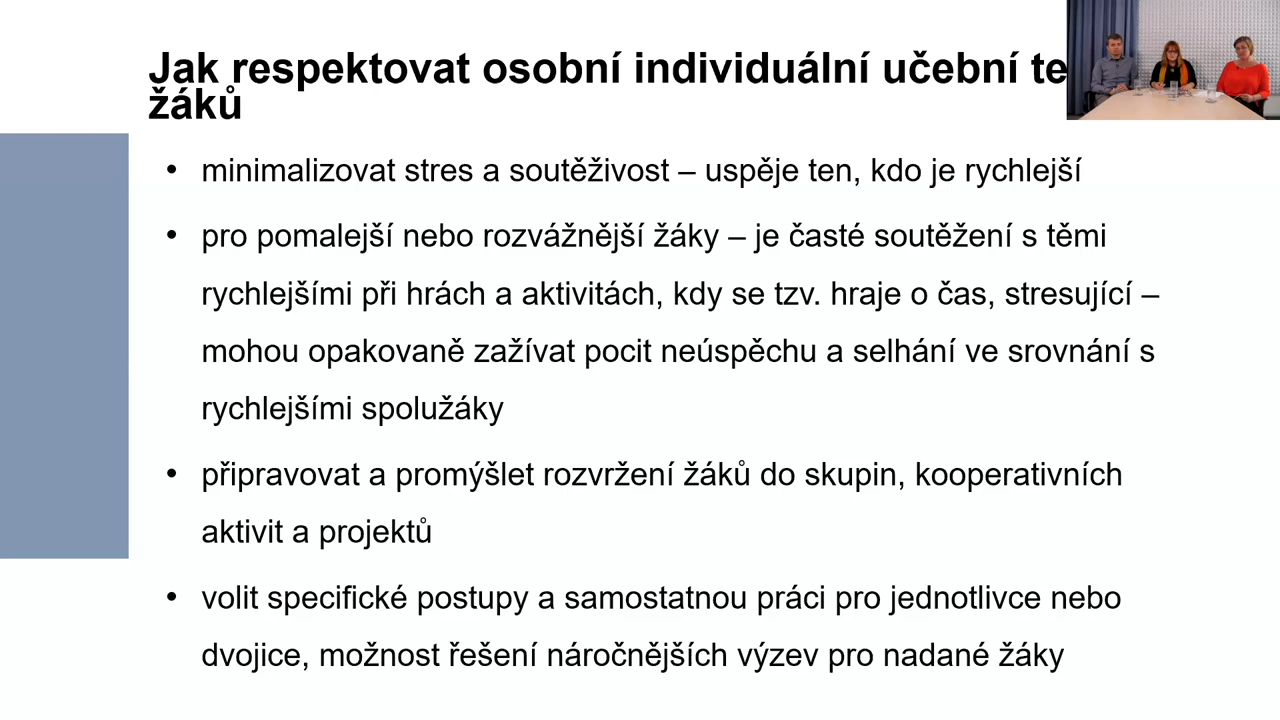 Jak respektovat osobní individuální učební
žáků
• minimalizovat stres a soutěživost – uspěje ten, kdo je rychlejší
• pro pomalejší nebo rozvážnější žáky – je časté soutěžení s těmi
rychlejšími při hrách a aktivitách, kdy se tzv. hraje o čas, stresující –
mohou opakovaně zažívat pocit neúspěchu a selhání ve srovnání s
rychlejšími spolužáky
• připravovat a promýšlet rozvržení žáků do skupin, kooperativních
aktivit a projektů
• volit specifické postupy a samostatnou práci pro jednotlivce nebo
dvojice, možnost řešení náročnějších výzev pro nadané žáky